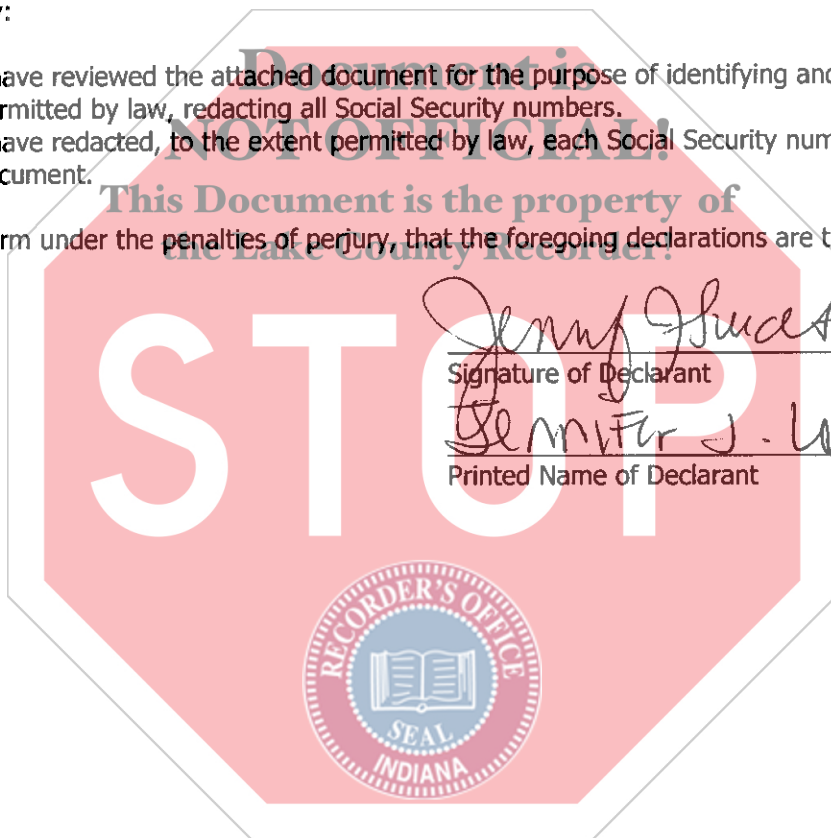 y:
ave reviewed the attached document for the purpose of identifying and
Document is
rmitted by law, redacting all Social Security numbers.
NOT OFFICIAL!
ave redacted, to the extent permitted by law, each Social Security num
cument.
This Document is the property of
rm under the penalties of perjury, that the foregoing declarations are t
the Lake County Recorder!
STOP
Signature of Declarant
Jennifer J.
Printed Name of Declarant
RECORDER'S OFFICE
SEAL
INDIANA